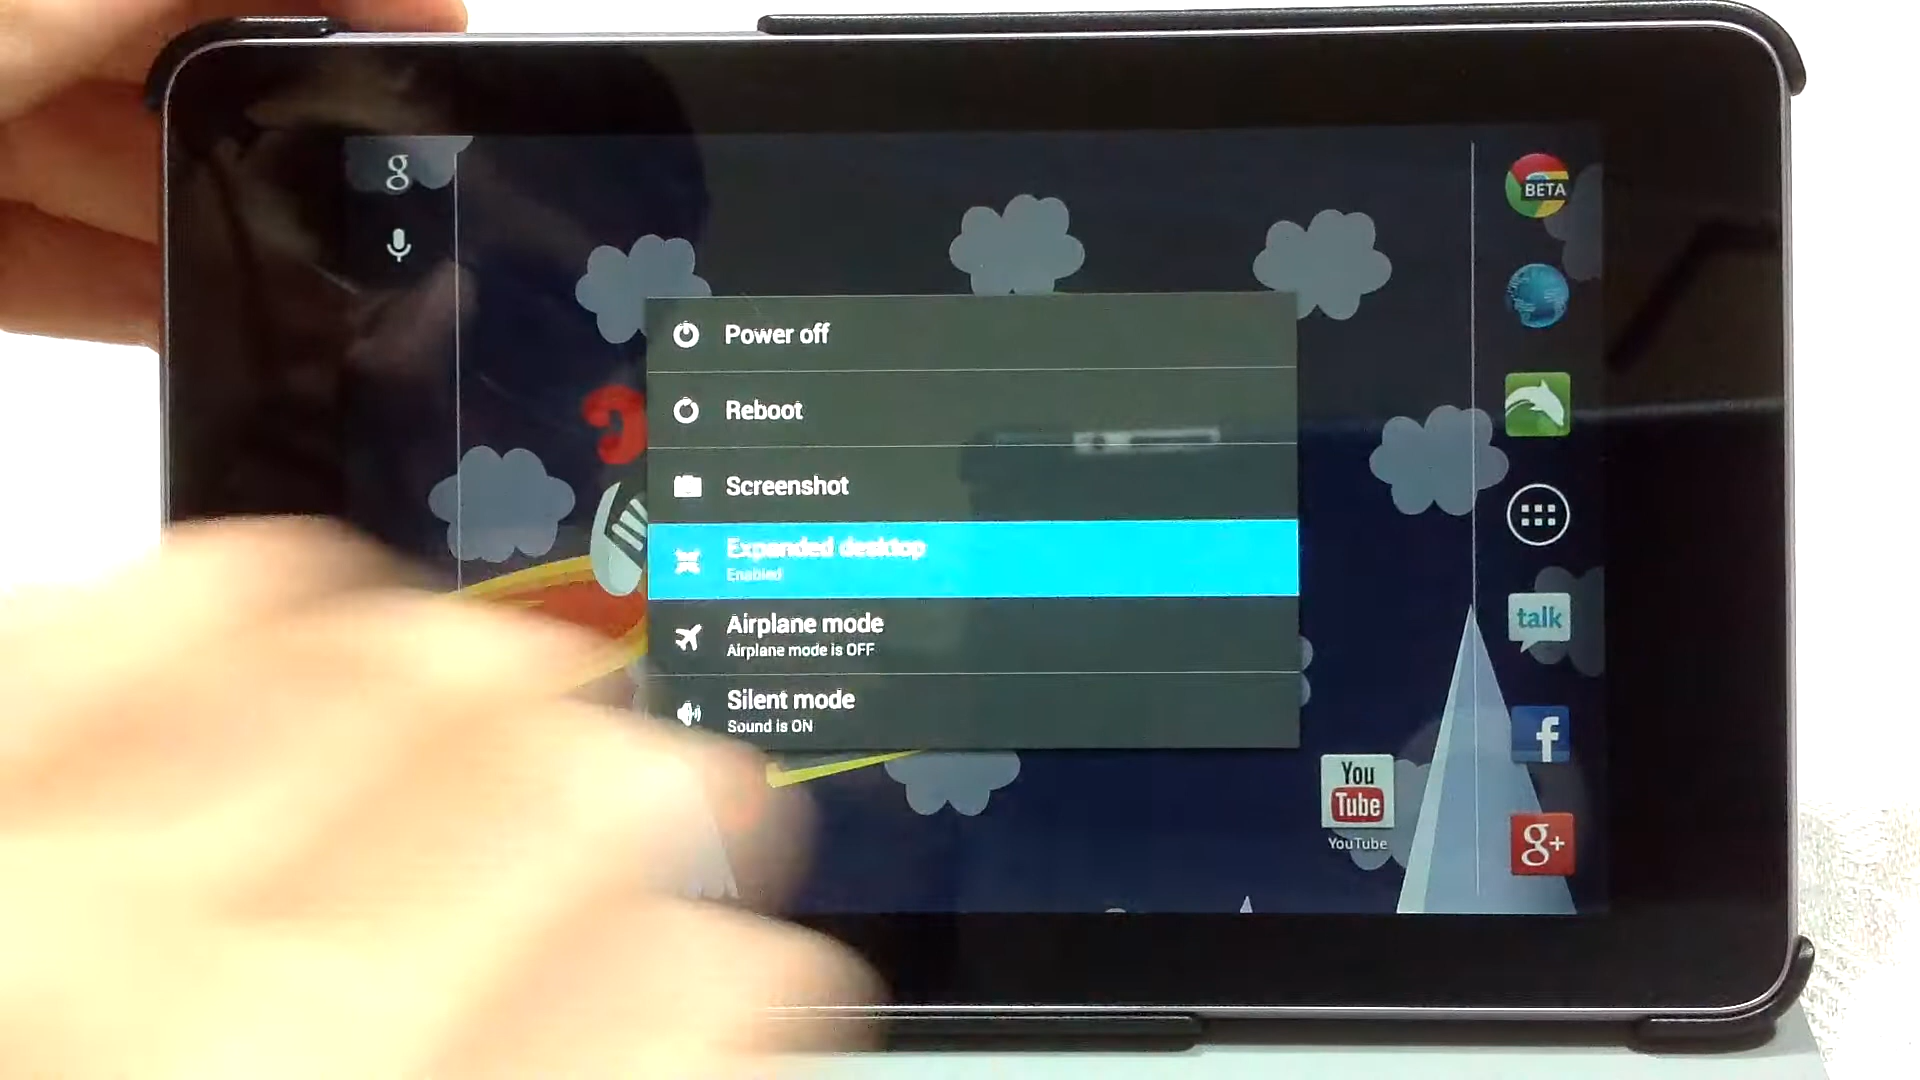 g
BETA
Power off
Reboot
Screenshot
Expanded desktop
Enabled
Airplane mode
Airplane mode is OFF
talk
Silent mode
Sound is ON
f
You
Tube
YouTube
g+